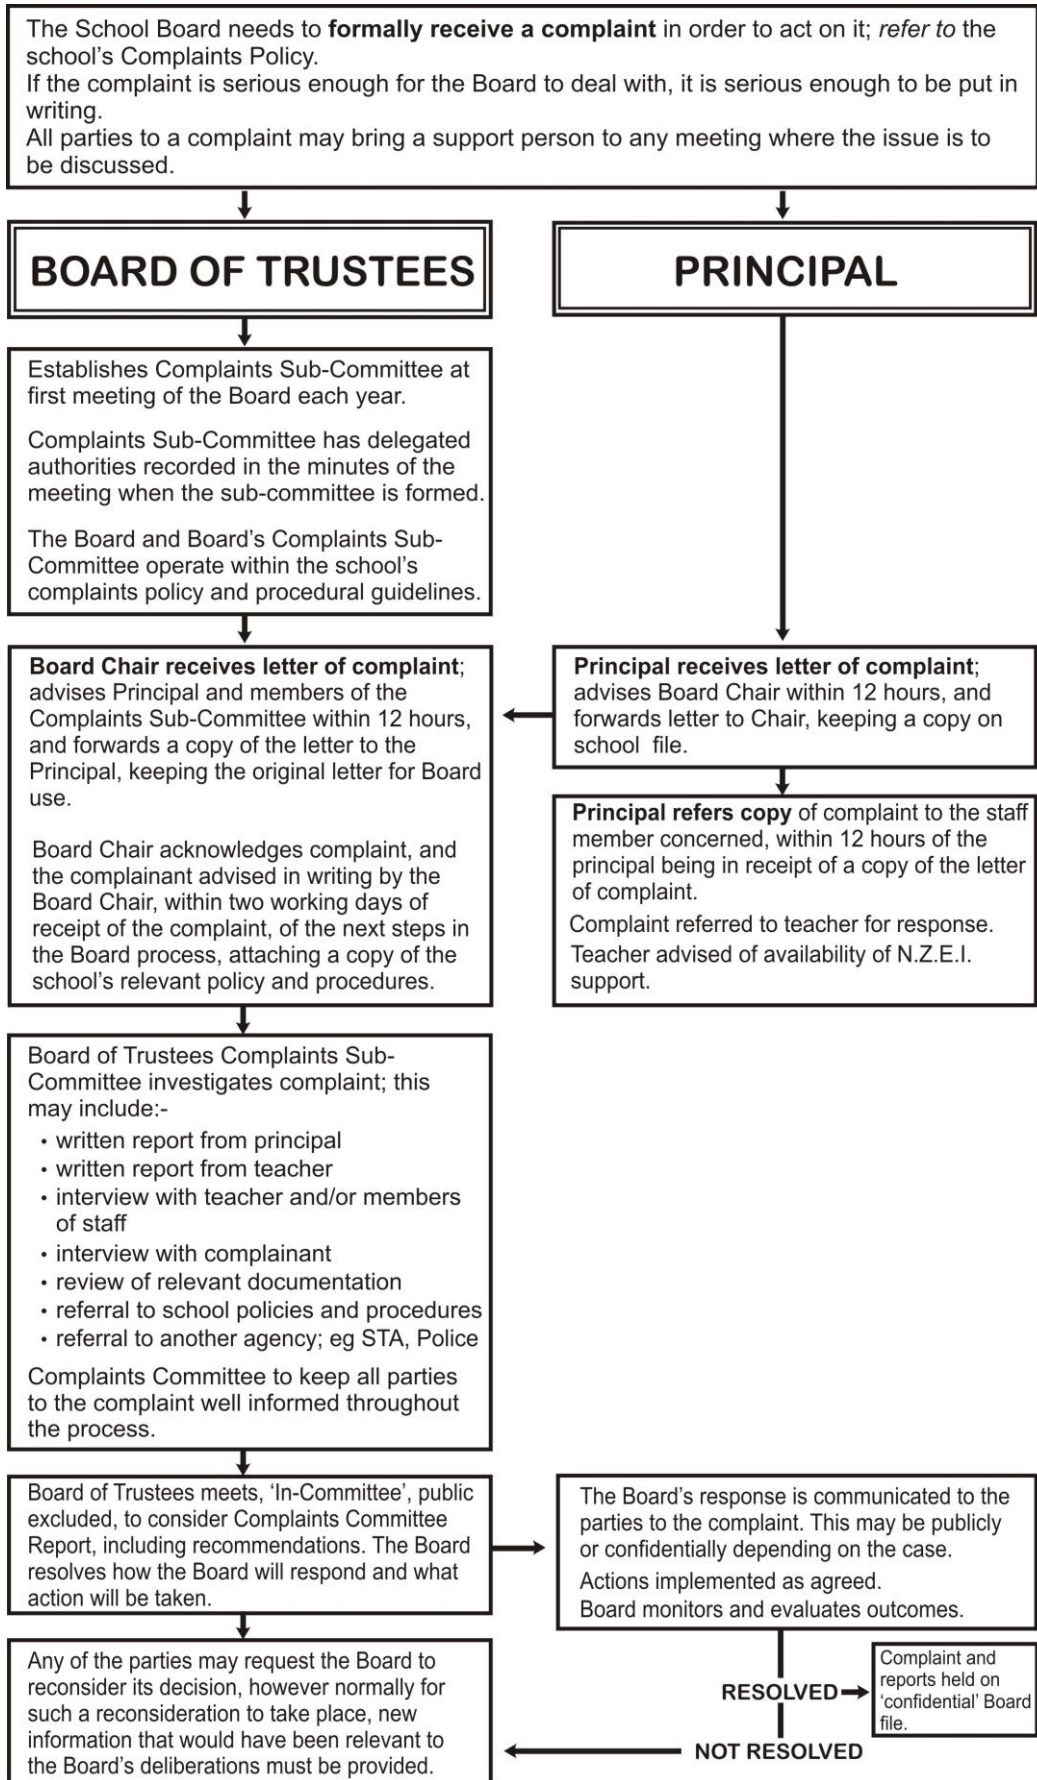 The School Board needs to formally receive a complaint in order to act on it; refer to the
school's Complaints Policy.
If the complaint is serious enough for the Board to deal with, it is serious enough to be put in
writing.
All parties to a complaint may bring a support person to any meeting where the issue is to
be discussed.
BOARD OF TRUSTEES
PRINCIPAL
Establishes Complaints Sub-Committee at
first meeting of the Board each year.
Complaints Sub-Committee has delegated
authorities recorded in the minutes of the
meeting when the sub-committee is formed.
The Board and Board's Complaints Sub-
Committee operate within the school's
complaints policy and procedural guidelines.
Board Chair receives letter of complaint;
advises Principal and members of the
Complaints Sub-Committee within 12 hours,
and forwards a copy of the letter to the
Principal, keeping the original letter for Board
use.
Board Chair acknowledges complaint, and
the complainant advised in writing by the
Board Chair, within two working days of
receipt of the complaint, of the next steps in
the Board process, attaching a copy of the
school's relevant policy and procedures.
Principal receives letter of complaint;
advises Board Chair within 12 hours, and
forwards letter to Chair, keeping a copy on
school file.
Principal refers copy of complaint to the staff
member concerned, within 12 hours of the
principal being in receipt of a copy of the letter
of complaint.
Complaint referred to teacher for response.
Teacher advised of availability of N.Z.E.I.
support.
Board of Trustees Complaints Sub-
Committee investigates complaint; this
may include:-
• written report from principal
• written report from teacher
• interview with teacher and/or members
of staff
• interview with complainant
• review of relevant documentation
• referral to school policies and procedures
• referral to another agency; eg STA, Police
Complaints Committee to keep all parties
to the complaint well informed throughout
the process.
Board of Trustees meets, 'In-Committee', public
excluded, to consider Complaints Committee
Report, including recommendations. The Board
resolves how the Board will respond and what
action will be taken.
The Board's response is communicated to the
parties to the complaint. This may be publicly
or confidentially depending on the case.
Actions implemented as agreed.
Board monitors and evaluates outcomes.
Any of the parties may request the Board to
reconsider its decision, however normally for
such a reconsideration to take place, new
information that would have been relevant to
the Board's deliberations must be provided.
RESOLVED
Complaint and
reports held on
'confidential' Board
file.
NOT RESOLVED